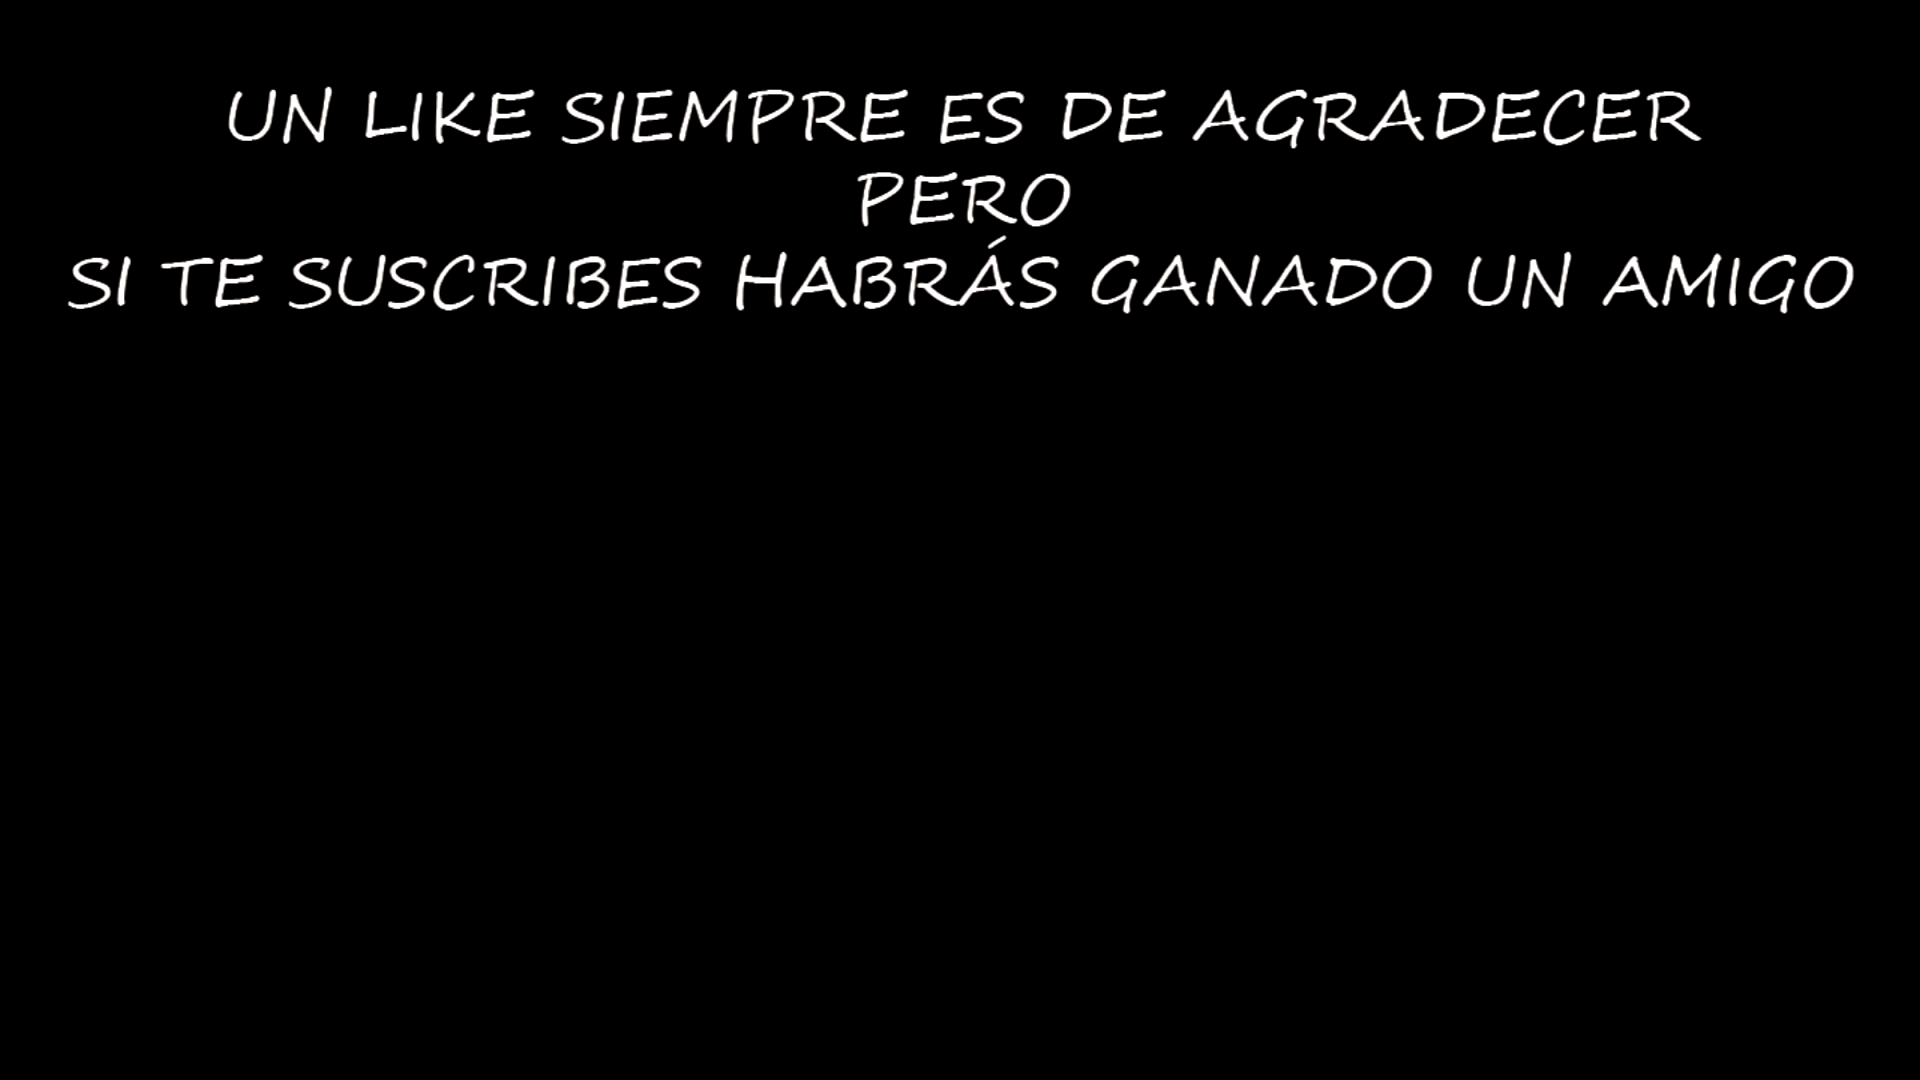 UN LIKE SIEMPRE ES DE AGRADECER
PERO
SI TE SUSCRIBES HABRÁS GANADO UN AMIGO